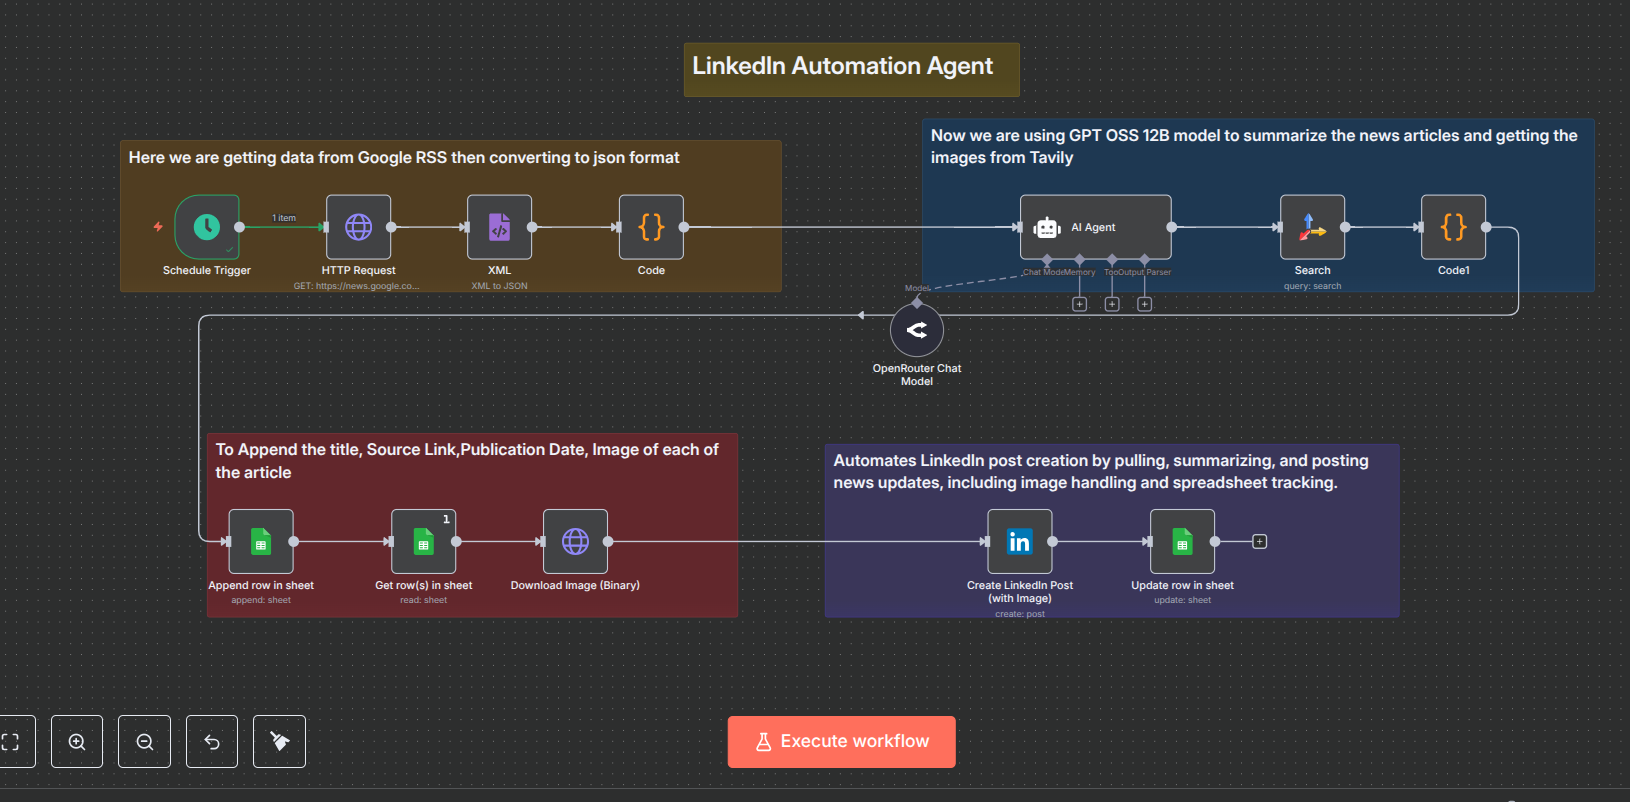 LinkedIn Automation Agent
Here we are getting data from Google RSS then converting to json format
1 item
Schedule Trigger
HTTP Request
GET: https://news.google.co...
XML
XML to JSON
Code
Now we are using GPT OSS 12B model to summarize the news articles and getting the
images from Tavily
AI Agent
Chat Mode
Memory
Too
Output Parser
Search
query: search
Code1
Model
OpenRouter Chat
Model
To Append the title, Source Link,Publication Date, Image of each of
the article
Append row in sheet
append: sheet
1
Get row(s) in sheet
read: sheet
Download Image (Binary)
Automates LinkedIn post creation by pulling, summarizing, and posting
news updates, including image handling and spreadsheet tracking.
in
Create LinkedIn Post
(with Image)
create: post
Update row in sheet
update: sheet
Execute workflow